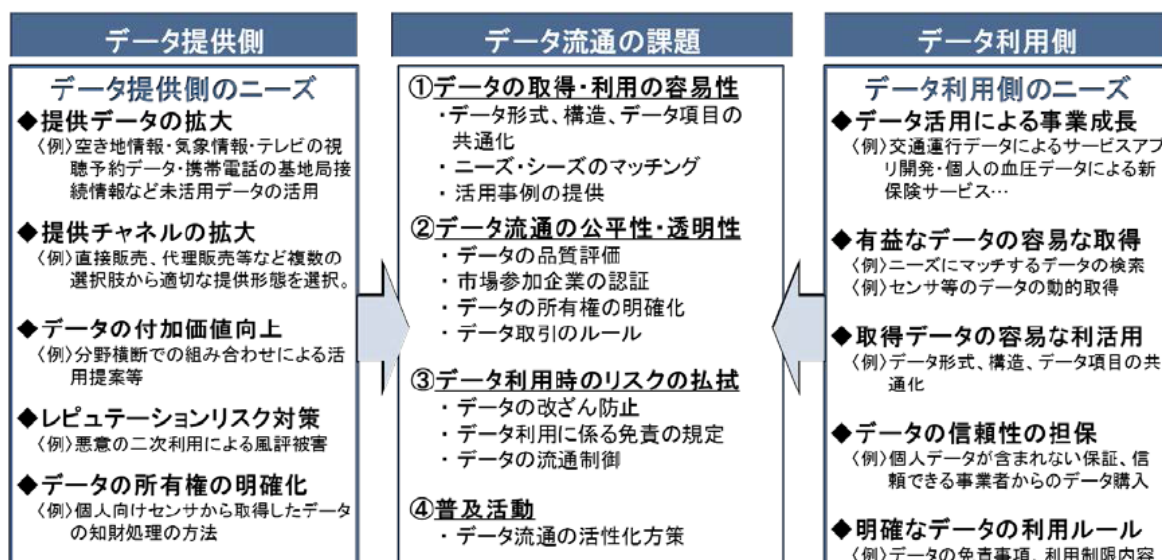 データ提供側
データ提供側のニーズ
◆提供データの拡大
〈例〉空き地情報・気象情報・テレビの視
聴予約データ・携帯電話の基地局接
続情報など未活用データの活用
◆提供チャネルの拡大
〈例〉直接販売、代理販売等など複数の
選択肢から適切な提供形態を選択。
◆データの付加価値向上
〈例〉分野横断での組み合わせによる活
用提案等
◆レピュテーションリスク対策
〈例〉悪意の二次利用による風評被害
◆データの所有権の明確化
〈例〉個人向けセンサから取得したデータ
の知財処理の方法
データ流通の課題
①データの取得・利用の容易性
・データ形式、構造、データ項目の
共通化
・ニーズ・シーズのマッチング
・活用事例の提供
②データ流通の公平性・透明性
・データの品質評価
・市場参加企業の認証
・データの所有権の明確化
・データ取引のルール
③データ利用時のリスクの払拭
・データの改ざん防止
・データ利用に係る免責の規定
・データの流通制御
④普及活動
・データ流通の活性化方策
データ利用側
データ利用側のニーズ
◆データ活用による事業成長
〈例〉交通運行データによるサービスアプ
リ開発・個人の血圧データによる新
保険サービス…
◆有益なデータの容易な取得
〈例〉ニーズにマッチするデータの検索
〈例〉センサ等のデータの動的取得
◆取得データの容易な利活用
〈例〉データ形式、構造、データ項目の共
通化
◆データの信頼性の担保
〈例〉個人データが含まれない保証、信
頼できる事業者からのデータ購入
◆明確なデータの利用ルール
〈例〉データの免責事項、利用制限内容